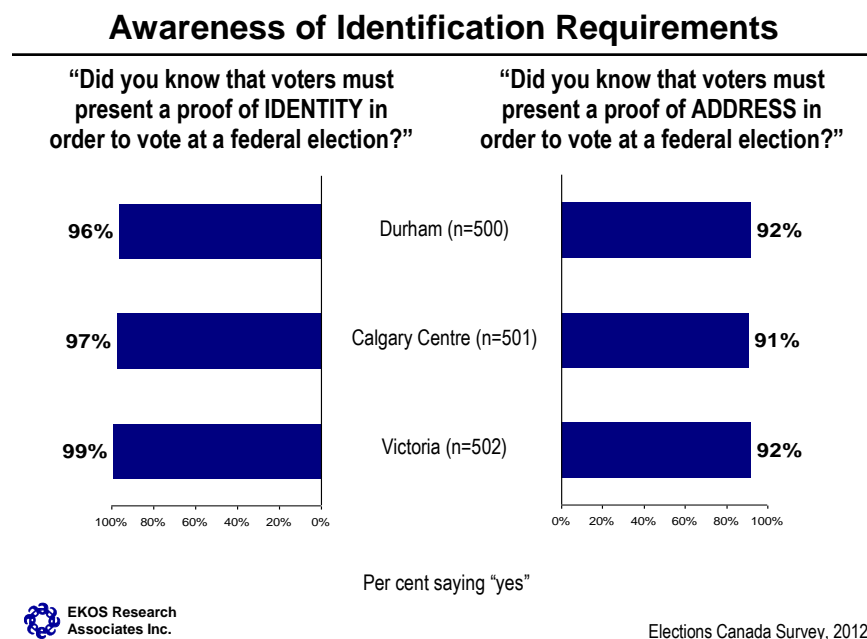 Awareness of Identification Requirements
“Did you know that voters must
present a proof of IDENTITY in
order to vote at a federal election?”
“Did you know that voters must
present a proof of ADDRESS in
order to vote at a federal election?”
96% Durham (n=500) 92%
97% Calgary Centre (n=501) 91%
99% Victoria (n=502) 92%
100% 80% 60% 40% 20% 0% 0% 20% 40% 60% 80% 100%
Per cent saying “yes”
EKOS Research
Associates Inc.
Elections Canada Survey, 2012